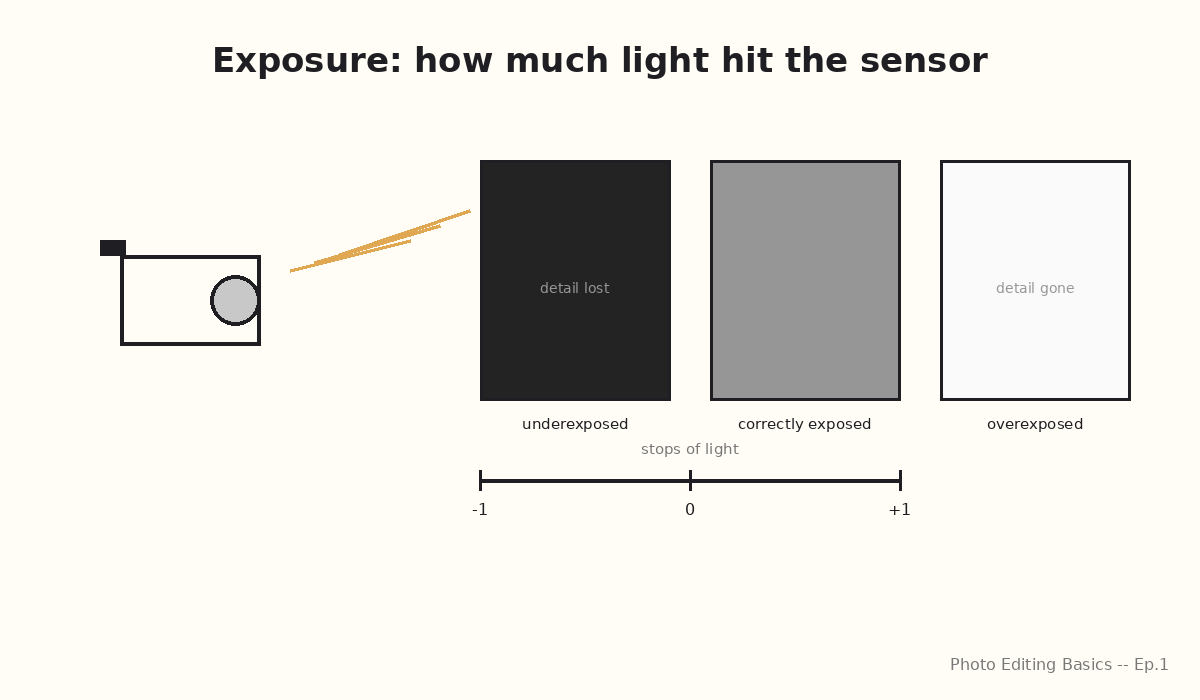 Exposure: how much light hit the sensor
detail lost
detail gone
underexposed
correctly exposed
overexposed
stops of light
-1
0
+1
Photo Editing Basics -- Ep.1